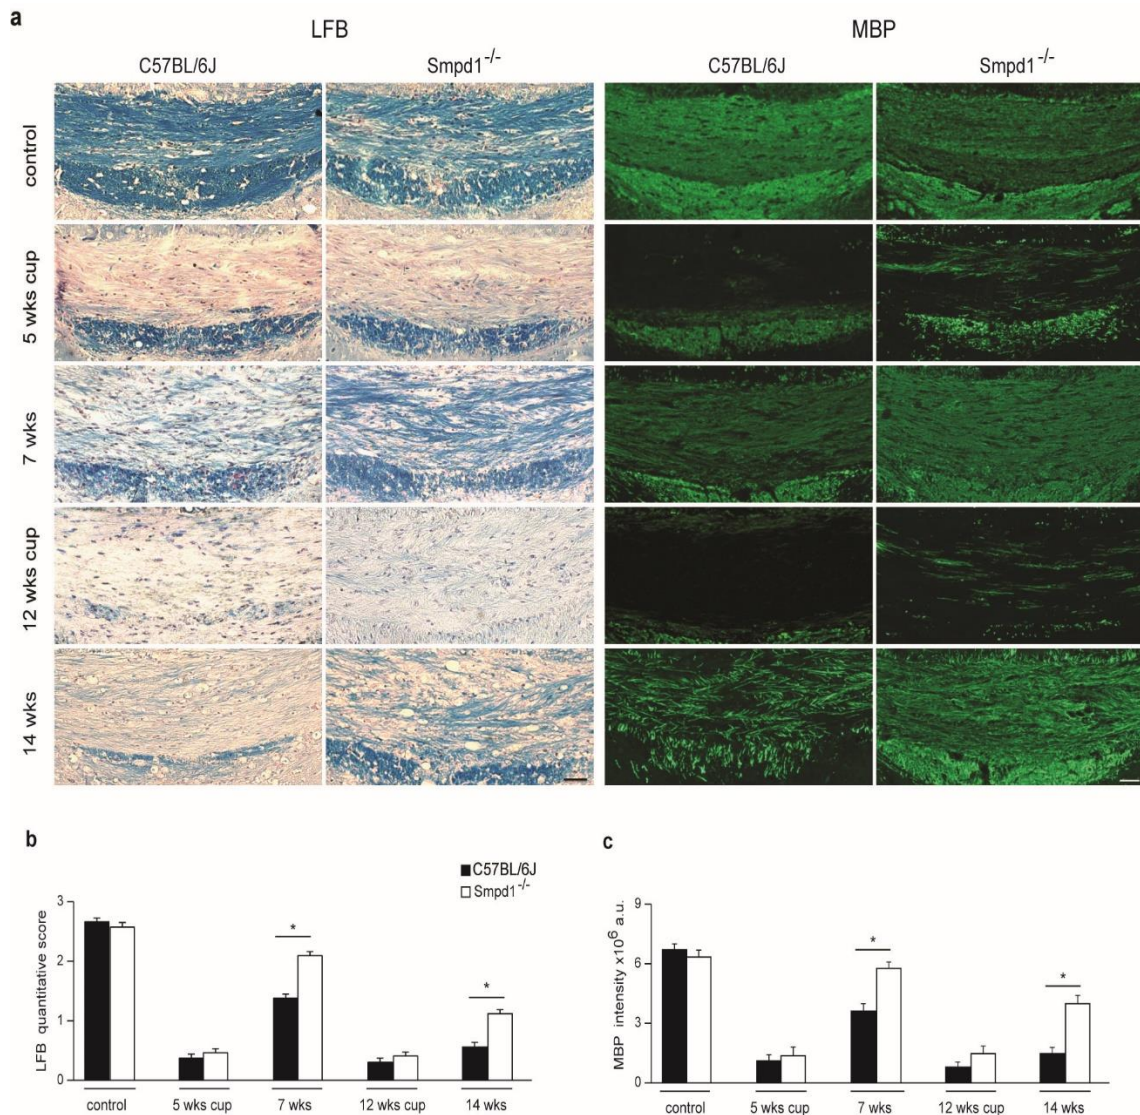 a
LFB
MBP
C57BL/6J
Smpd1-/-
C57BL/6J
Smpd1-/-
control
5 wks cup
7 wks
12 wks cup
14 wks
b
C57BL/6J
Smpd1-/-
LFB quantitative score
3
2
1
0
*
*
control
5 wks cup
7 wks
12 wks cup
14 wks
c
MBP intensity x10⁶ a.u.
9
6
3
0
*
*
control
5 wks cup
7 wks
12 wks cup
14 wks